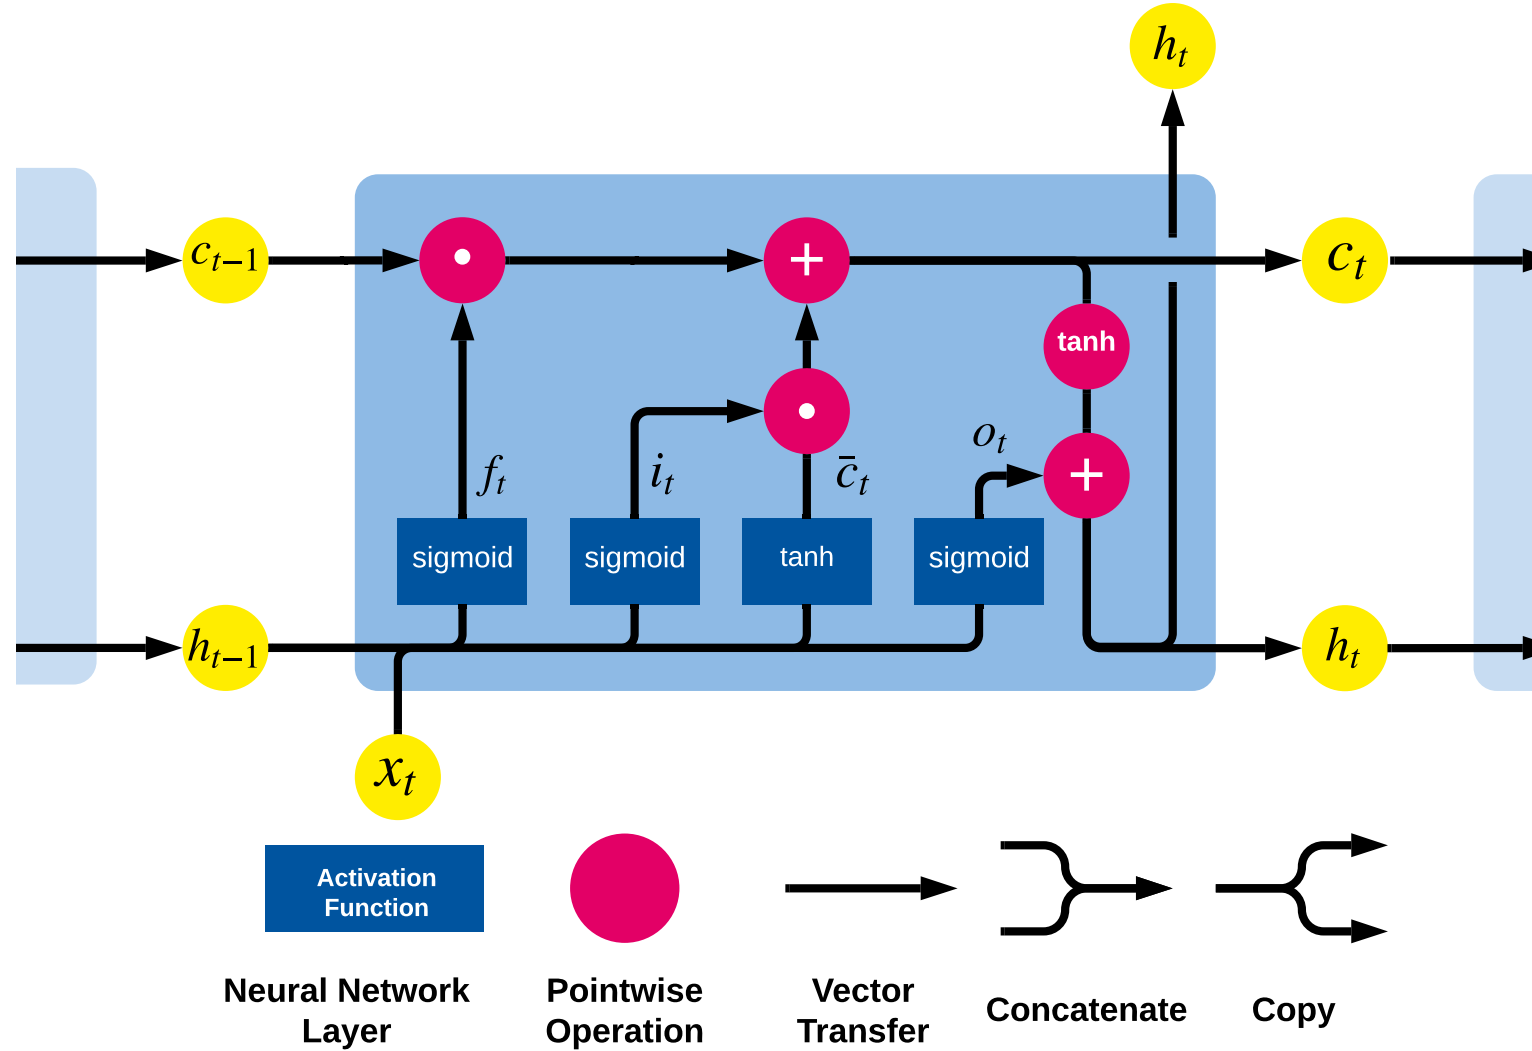 h_t
c_{t−1}
•
+
c_t
tanh
•
+
o_t
f_t
i_t
c̄_t
sigmoid
sigmoid
tanh
sigmoid
h_{t−1}
h_t
x_t
Activation
Function
Neural Network
Layer
Pointwise
Operation
Vector
Transfer
Concatenate
Copy